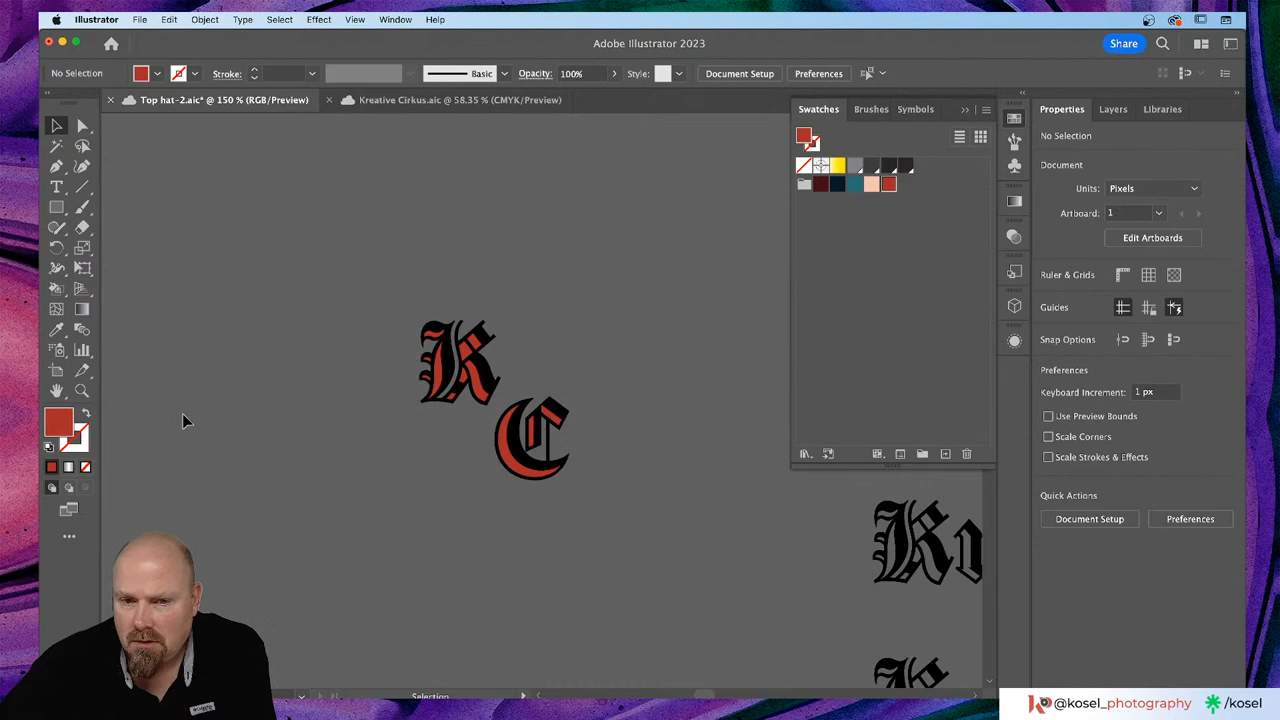 Illustrator File Edit Object Type Select Effect View Window Help
Adobe Illustrator 2023
Share
No Selection
Stroke:
Basic
Opacity: 100%
Style:
Document Setup
Preferences
Top hat-2.aic* @ 150 % (RGB/Preview)
Kreative Cirkus.aic @ 58.35 % (CMYK/Preview)
Swatches Brushes Symbols
Properties Layers Libraries
No Selection
Document
Units: Pixels
Artboard: 1
Edit Artboards
Ruler & Grids
Guides
Snap Options
Preferences
Keyboard Increment: 1 px
Use Preview Bounds
Scale Corners
Scale Strokes & Effects
Quick Actions
Document Setup Preferences
K
C
K
Selection
@kosel_photography
/kosel